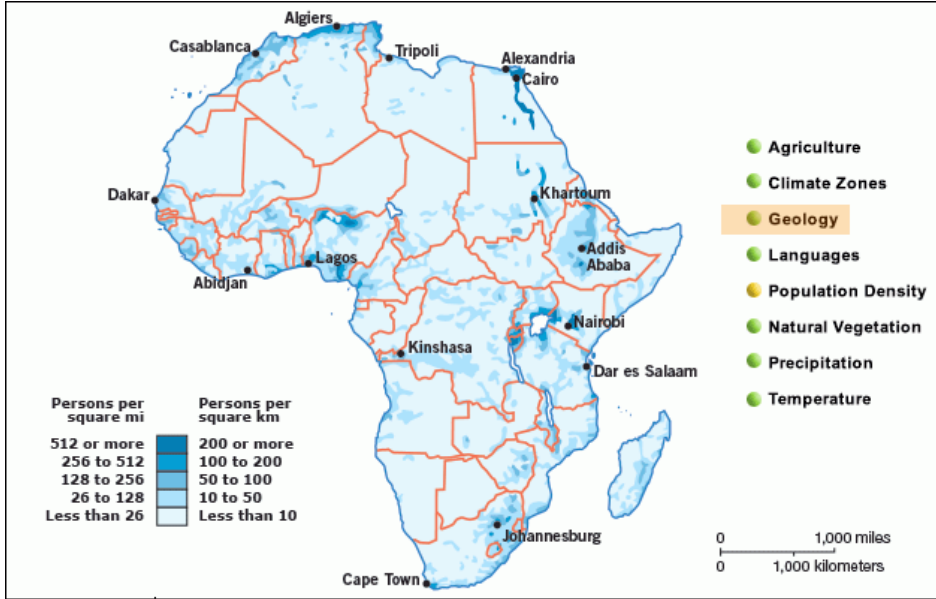 Algiers
Casablanca
Tripoli
Alexandria
Cairo
Dakar
Khartoum
Lagos
Addis
Ababa
Abidjan
Nairobi
Kinshasa
Dar es Salaam
Johannesburg
Cape Town
Persons per
square mi
Persons per
square km
512 or more
200 or more
256 to 512
100 to 200
128 to 256
50 to 100
26 to 128
10 to 50
Less than 26
Less than 10
Agriculture
Climate Zones
Geology
Languages
Population Density
Natural Vegetation
Precipitation
Temperature
0 1,000 miles
0 1,000 kilometers